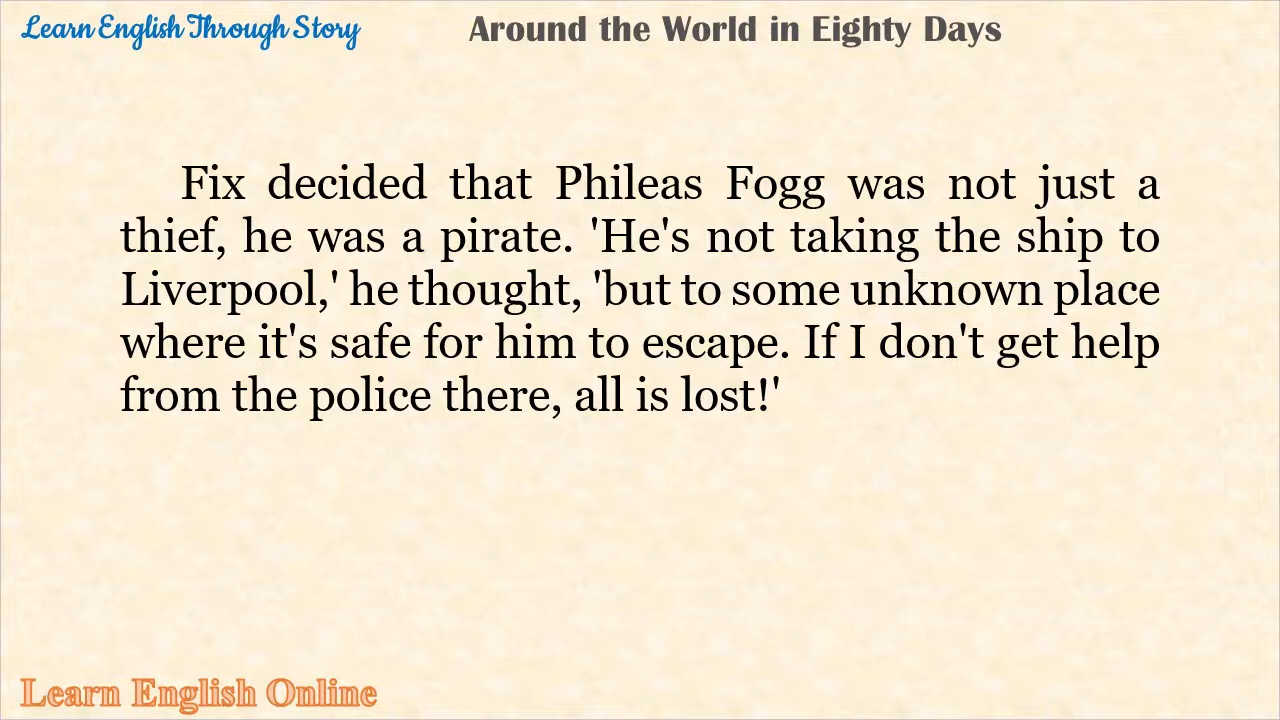 Learn English Through Story
Around the World in Eighty Days
Fix decided that Phileas Fogg was not just a
thief, he was a pirate. 'He's not taking the ship to
Liverpool,' he thought, 'but to some unknown place
where it's safe for him to escape. If I don't get help
from the police there, all is lost!'
Learn English Online